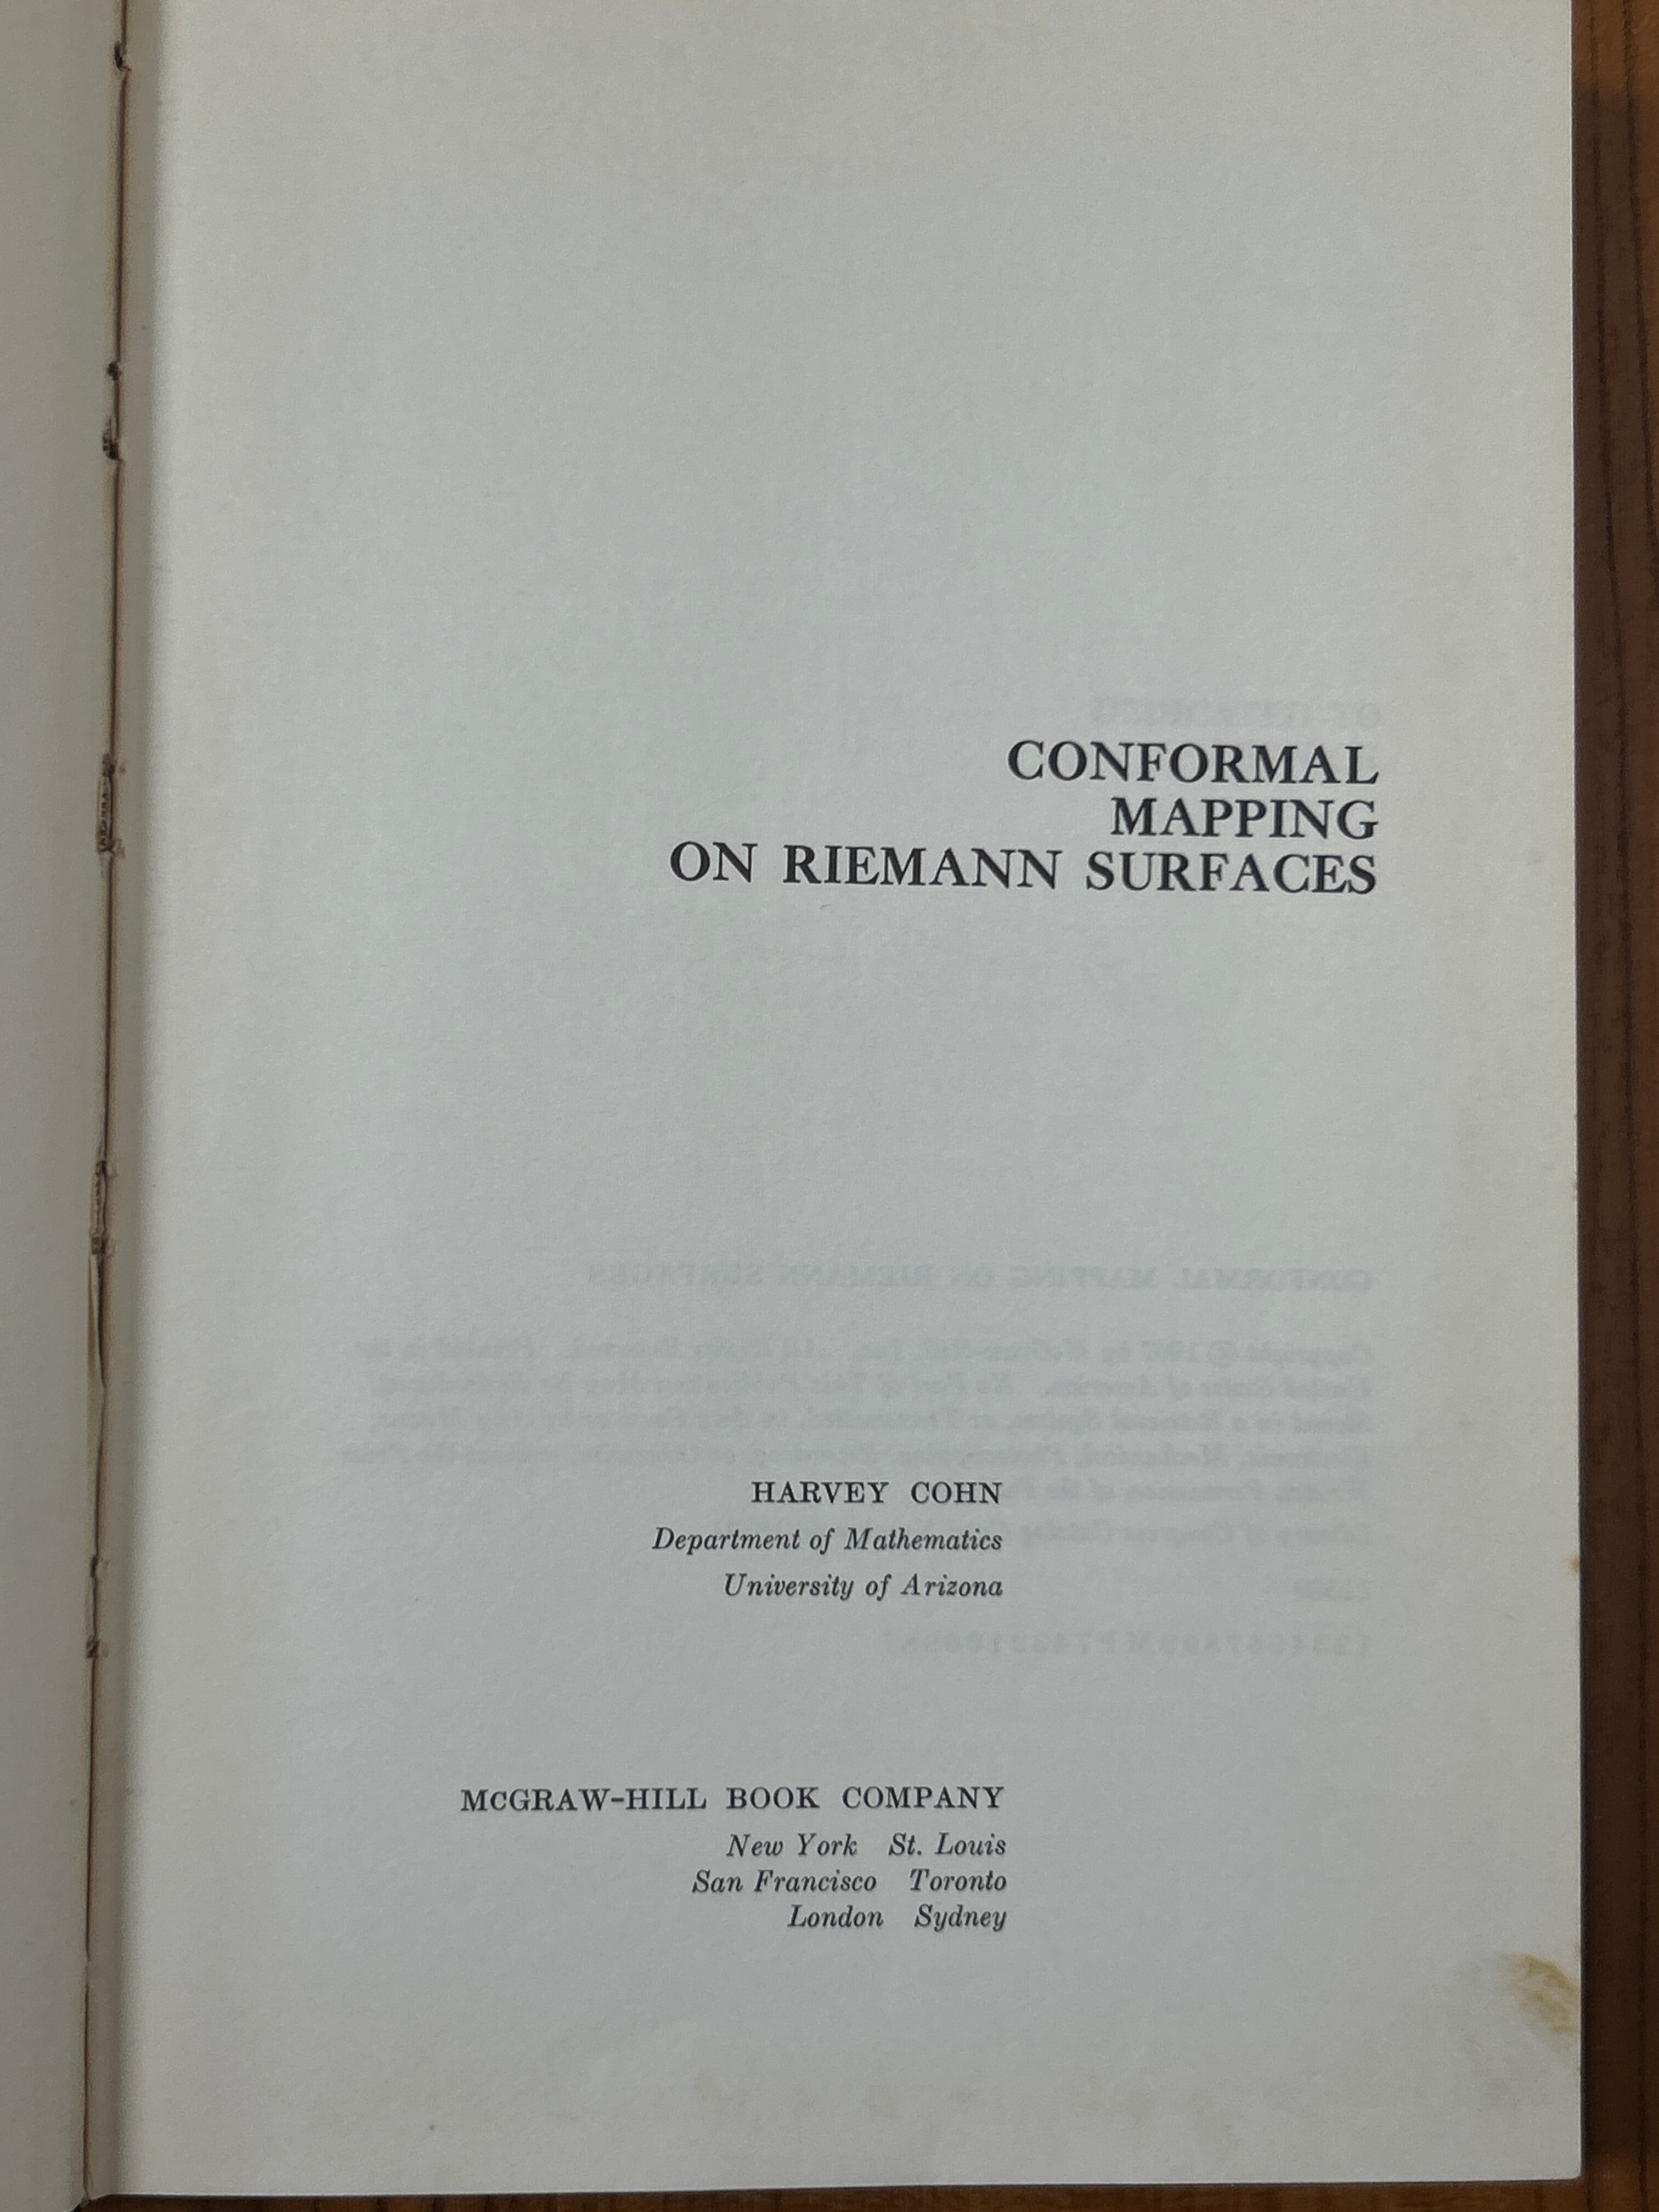 CONFORMAL
MAPPING
ON RIEMANN SURFACES
HARVEY COHN
Department of Mathematics
University of Arizona
McGRAW-HILL BOOK COMPANY
New York St. Louis
San Francisco Toronto
London Sydney